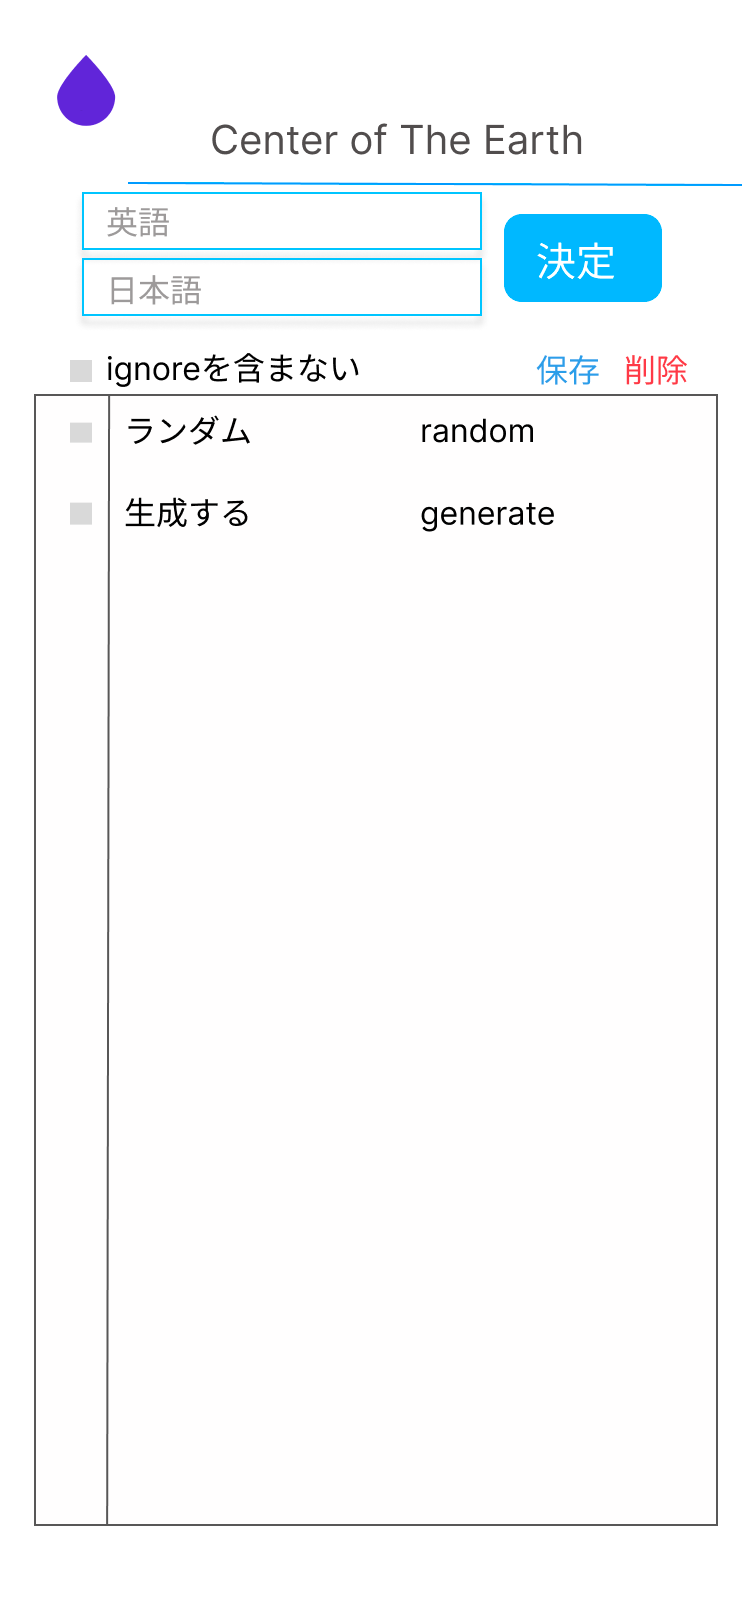 Center of The Earth
英語
決定
日本語
ignoreを含まない 保存 削除
ランダム random
生成する generate